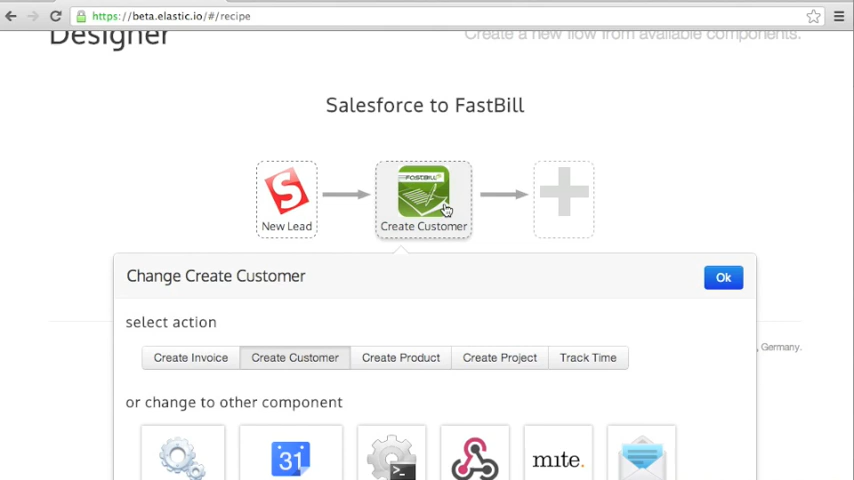 https://beta.elastic.io/#/recipe
Designer
Create a new flow from available components.
Salesforce to FastBill
S
FASTBILL
New Lead
Create Customer
Change Create Customer
Ok
select action
Create Invoice
Create Customer
Create Product
Create Project
Track Time
, Germany.
or change to other component
31
>_
mite.